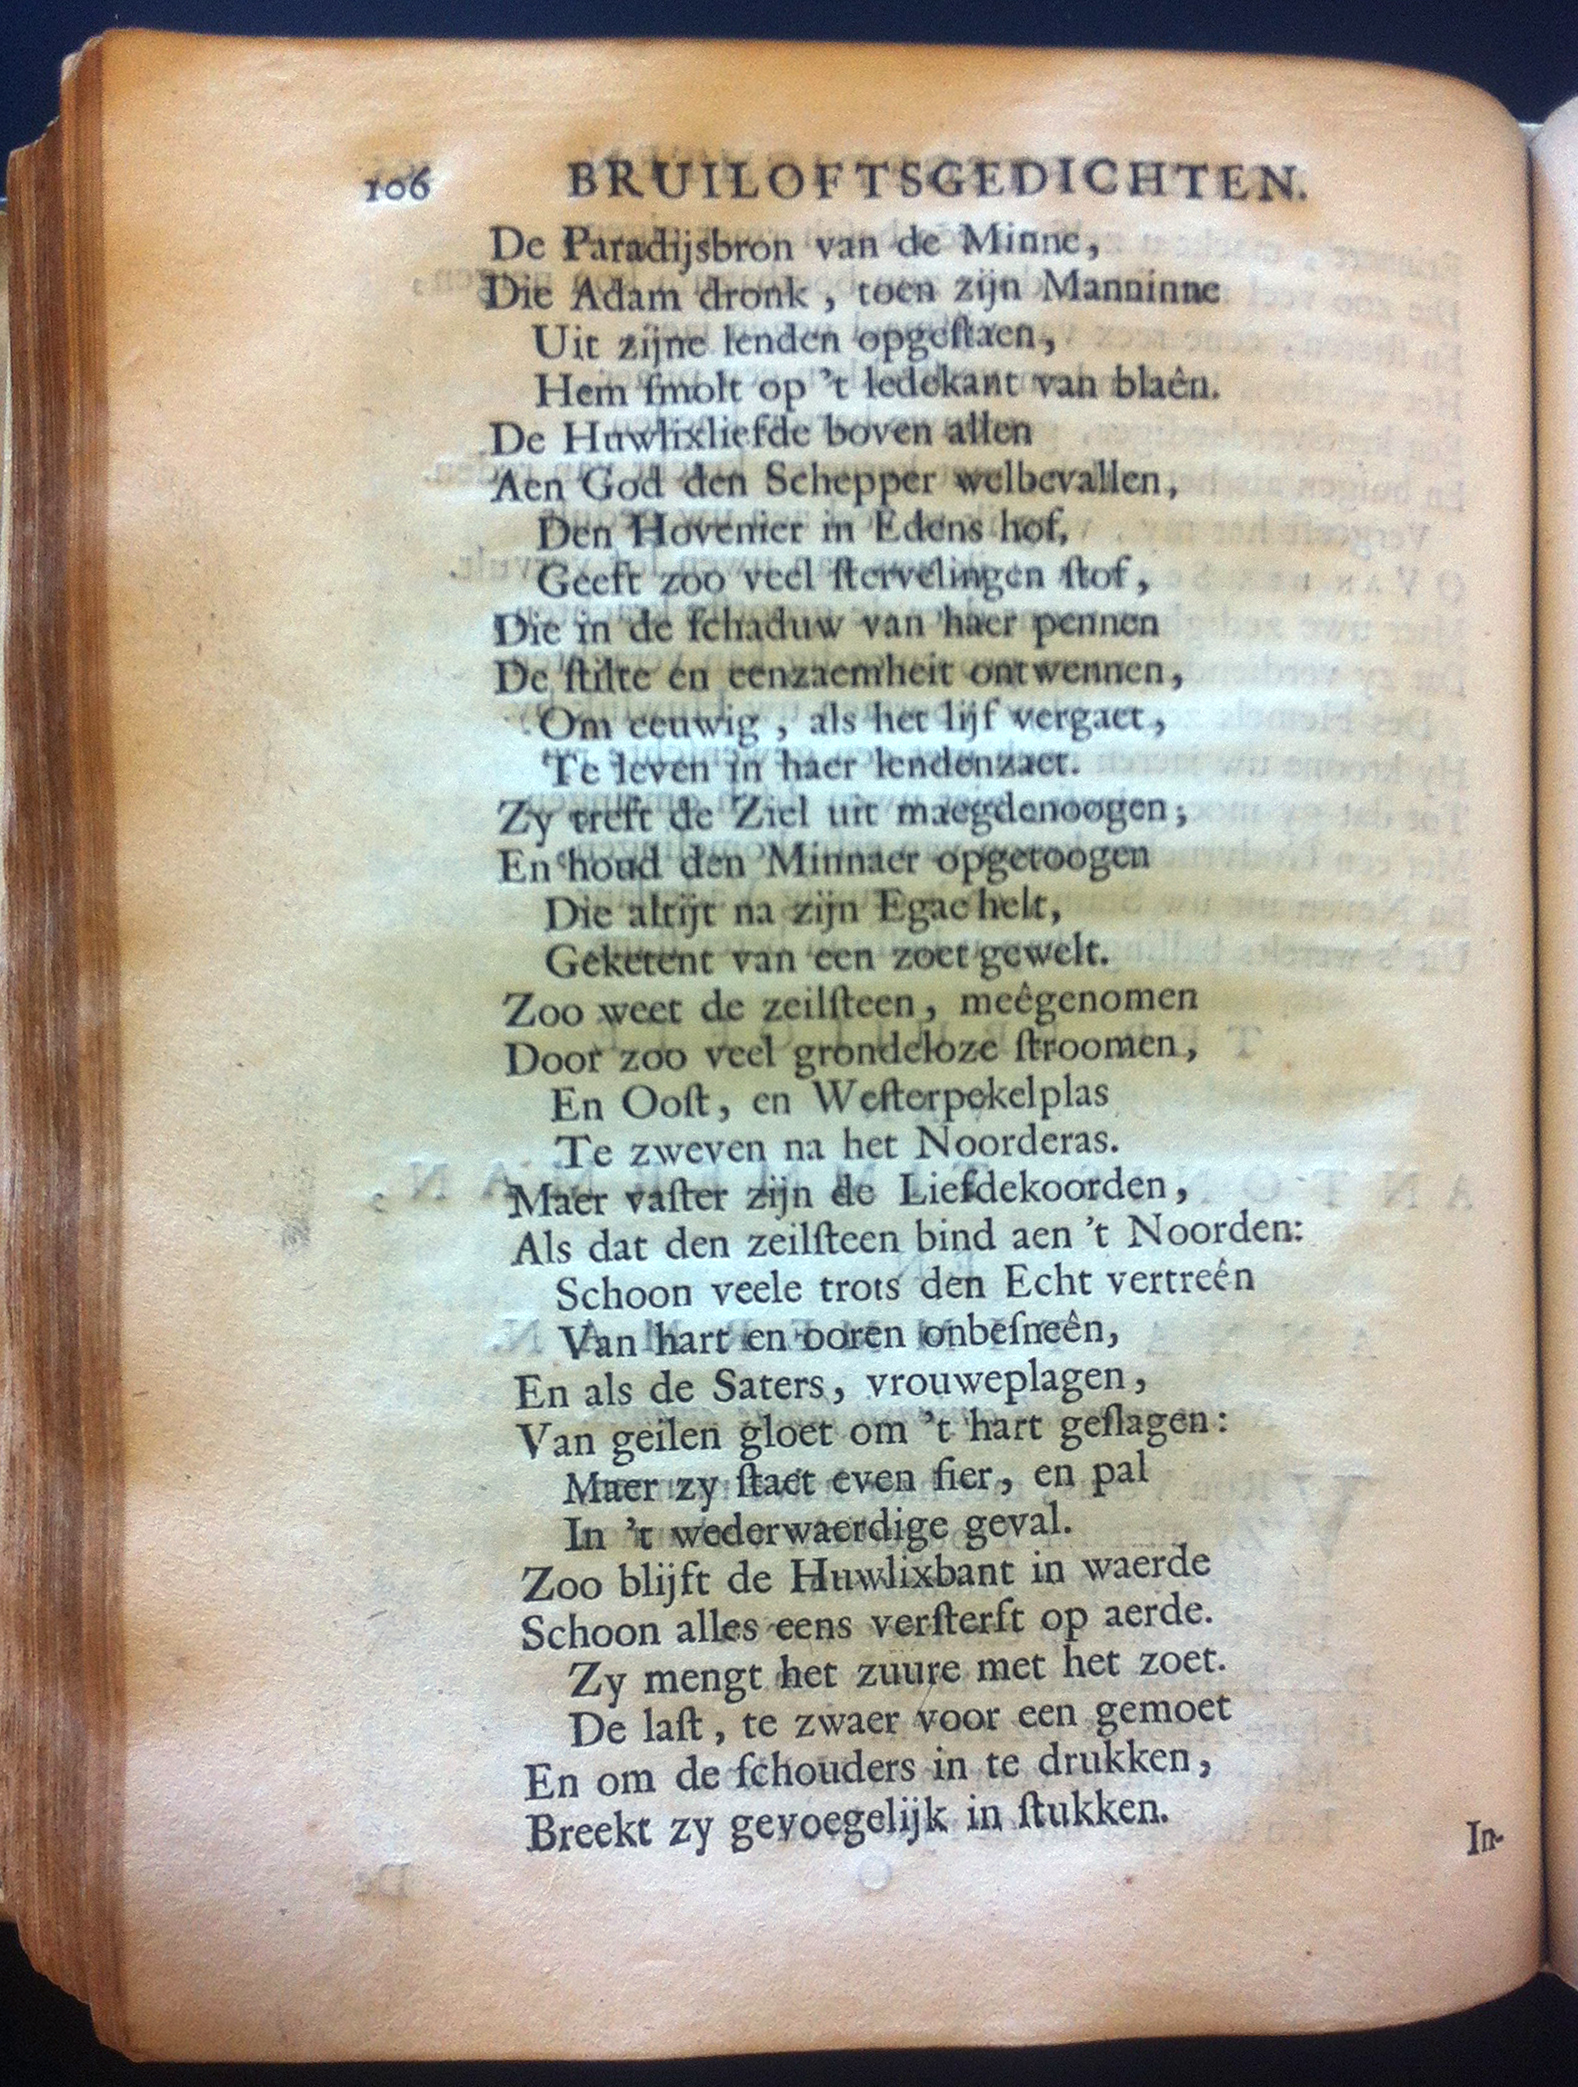 106 BRUILOFTSGEDICHTEN.
De Paradijsbron van de Minne,
Die Adam dronk, toen zijn Manninne
Uit zijne lenden opgeſtaen,
Hem ſmolt op 't ledekant van blaên.
De Huwlixliefde boven allen
Aen God den Schepper welbevallen,
Den Hovenier in Edens hof,
Geeft zoo veel ſtervelingen ſtof,
Die in de ſchaduw van haer pennen
De ſtilte en eenzaemheit ontwennen,
Om eeuwig, als het lijf vergaet,
Te leven in haer lendenzaet.
Zy treft de Ziel uit maegdenoogen;
En houd den Minnaer opgetoogen
Die altijt na zijn Egae helt,
Geketent van een zoet gewelt.
Zoo weet de zeilſteen, meêgenomen
Door zoo veel grondeloze ſtroomen,
En Ooſt, en Weſterpekelplas
Te zweven na het Noorderas.
Maer vaſter zijn de Liefdekoorden,
Als dat den zeilſteen bind aen 't Noorden:
Schoon veele trots den Echt vertreên
Van hart en ooren onbeſneên,
En als de Saters, vrouweplagen,
Van geilen gloet om 't hart geſlagen:
Maer zy ſtaet even fier, en pal
In 't wederwaerdige geval.
Zoo blijft de Huwlixbant in waerde
Schoon alles eens verſterft op aerde.
Zy mengt het zuure met het zoet.
De laſt, te zwaer voor een gemoet
En om de ſchouders in te drukken,
Breekt zy gevoegelijk in ſtukken.
In-